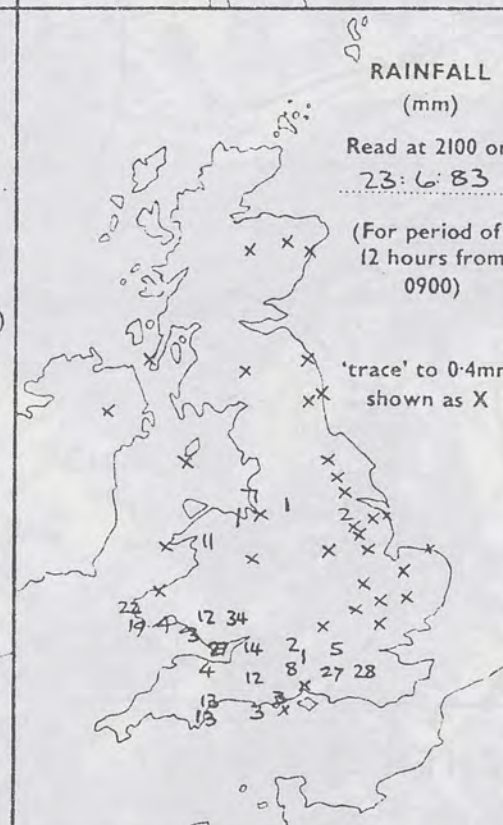 RAINFALL
(mm)
Read at 2100 on
23:6:83
(For period of
12 hours from
0900)
)
'trace' to 0·4mm
shown as X
X X X
X X
X X X
X
X
X
X X
X 1
2 X X
X
X 11 X X X
X
X
X X X
22 X X
19 4 3 12 34 X X
14 2 1 5
4 12 8 27 28
X
13 3 3
13 X